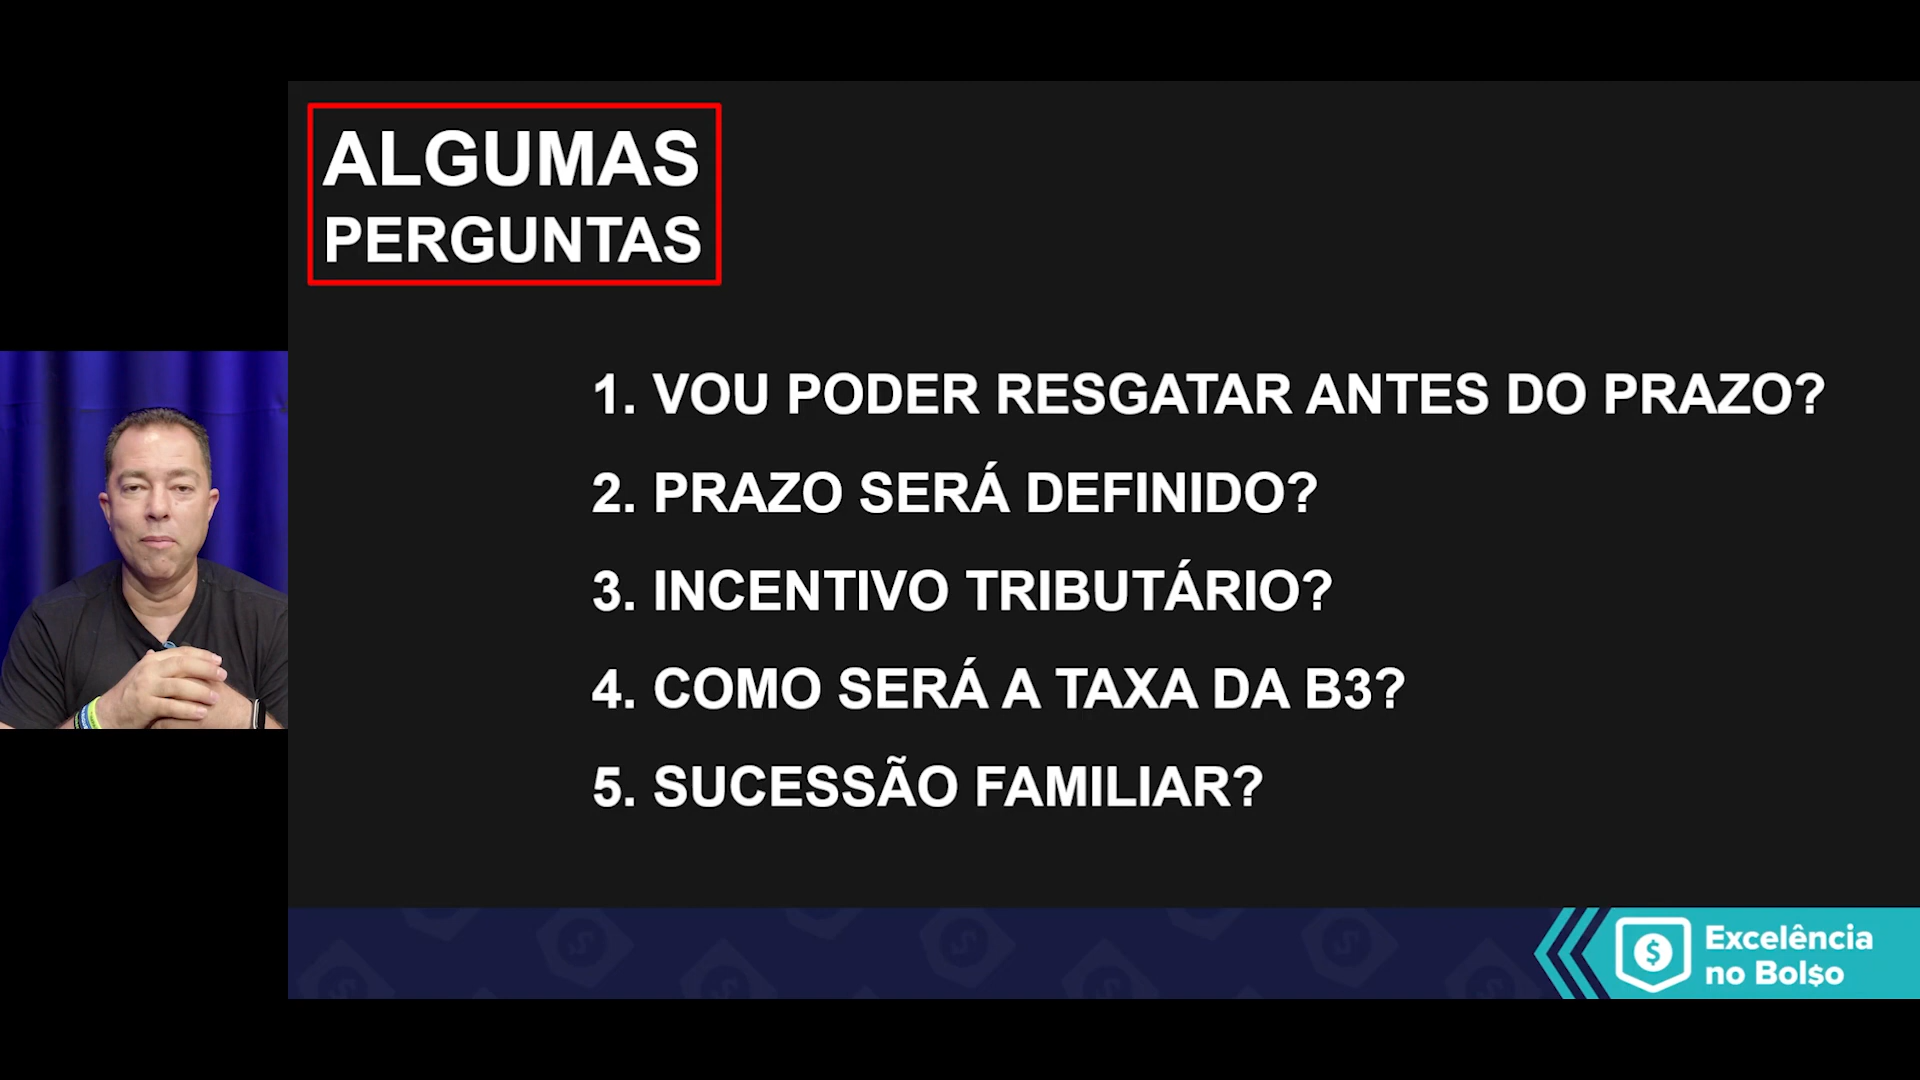 ALGUMAS
PERGUNTAS
1. VOU PODER RESGATAR ANTES DO PRAZO?
2. PRAZO SERÁ DEFINIDO?
3. INCENTIVO TRIBUTÁRIO?
4. COMO SERÁ A TAXA DA B3?
5. SUCESSÃO FAMILIAR?
Excelência
no Bol$o